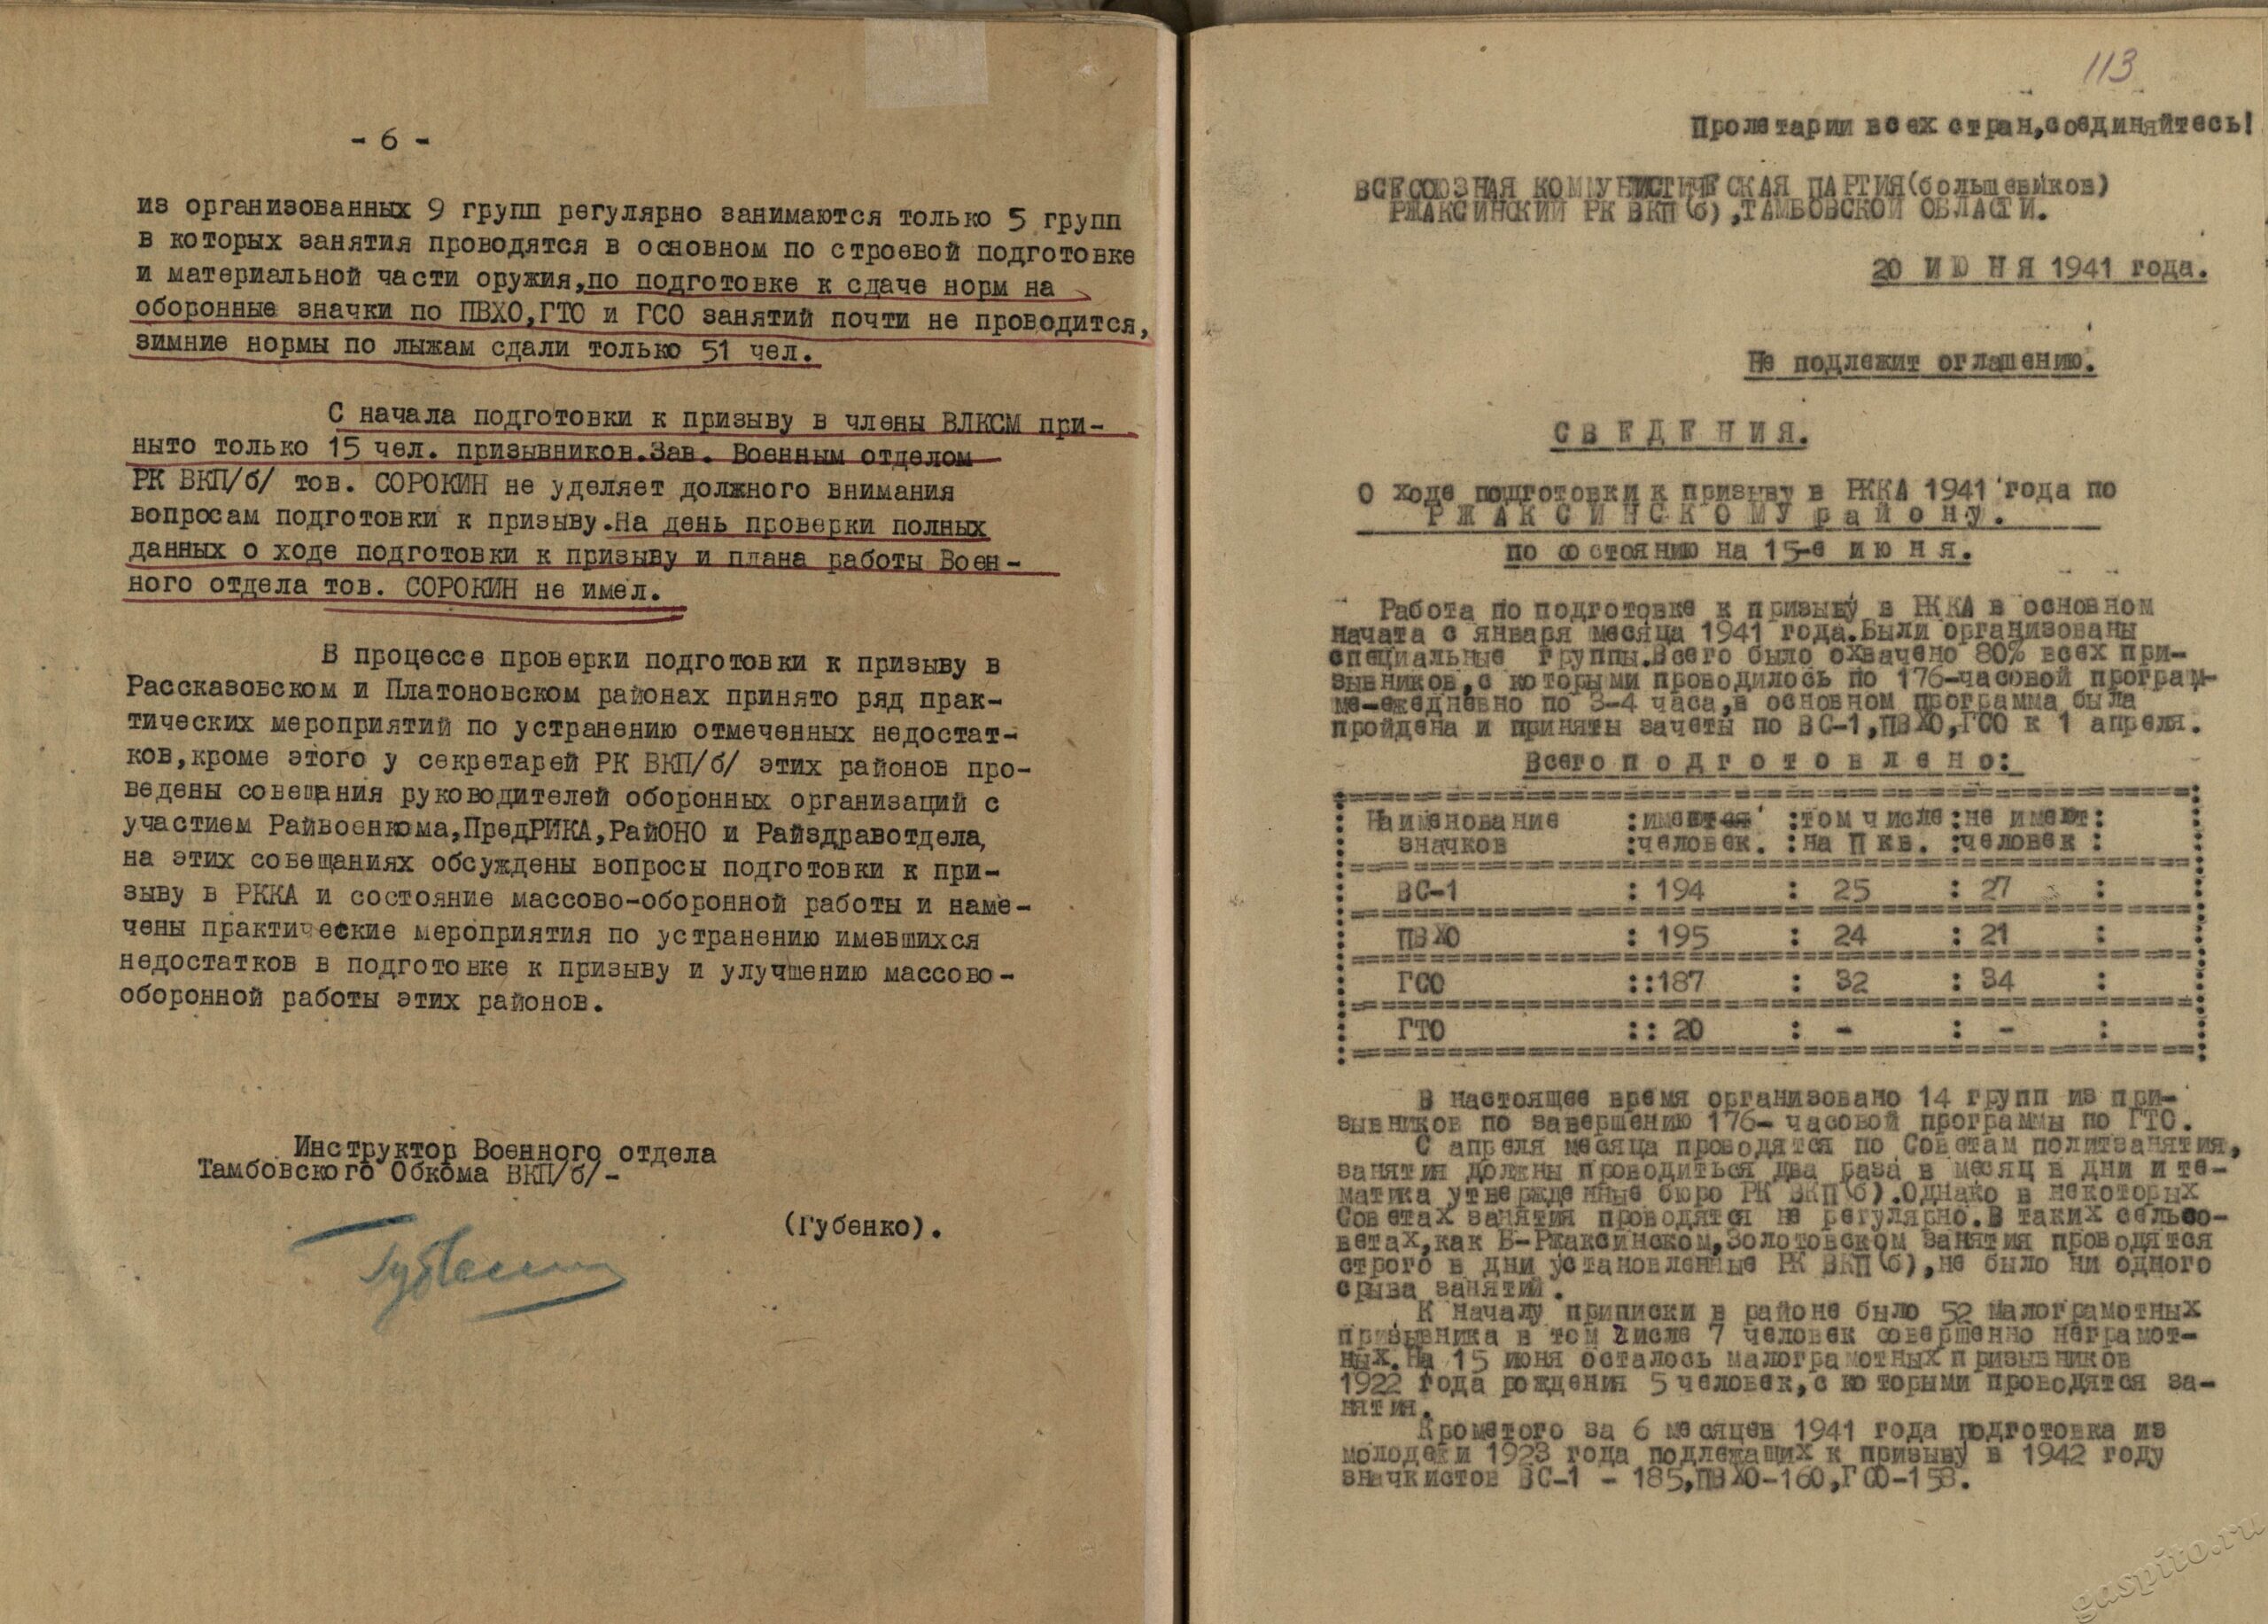 - 6 -
из организованных 9 групп регулярно занимаются только 5 групп
в которых занятия проводятся в основном по строевой подготовке
и материальной части оружия,по подготовке к сдаче норм на
оборонные значки по ПВХО,ГТО и ГСО занятий почти не проводится,
зимние нормы по лыжам сдали только 51 чел.
С начала подготовки к призыву в члены ВЛКСМ при-
ныто только 15 чел. призывников.Зав. Военным отделом
РК ВКП/б/ тов. СОРОКИН не уделяет должного внимания
вопросам подготовки к призыву.На день проверки полных
данных о ходе подготовки к призыву и плана работы Воен-
ного отдела тов. СОРОКИН не имел.
В процессе проверки подготовки к призыву в
Рассказовском и Платоновском районах принято ряд прак-
тических мероприятий по устранению отмеченных недостат-
ков,кроме этого у секретарей РК ВКП/б/ этих районов про-
ведены совещания руководителей оборонных организаций с
участием Райвоенкома,ПредРИКА,РайОНО и Райздравотдела,
на этих совещаниях обсуждены вопросы подготовки к при-
зыву в РККА и состояние массово-оборонной работы и наме-
чены практические мероприятия по устранению имевшихся
недостатков в подготовке к призыву и улучшению массово-
оборонной работы этих районов.
Инструктор Военного отдела
Тамбовского Обкома ВКП/б/-
(Губенко).
Губенко
113
Пролетарии всех стран,соединяйтесь!
ВСЕСОЮЗНАЯ КОММУНИСТИЧЕСКАЯ ПАРТИЯ(большевиков)
РЖАКСИНСКИЙ РК ВКП(б),ТАМБОВСКОЙ ОБЛАСТИ.
20 ИЮНЯ 1941 года.
Не подлежит оглашению.
СВЕДЕНИЯ.
О ходе подготовки к призыву в РККА 1941 года по
РЖАКСИНСКОМУ району.
по состоянию на 15-е июня.
Работа по подготовке к призыву в РККА в основном
начата с января месяца 1941 года.Были организованы
специальные группы.Всего было охвачено 80% всех при-
зывников,с которыми проводилось по 176-часовой програм-
ме-ежедневно по 3-4 часа,в основном программа была
пройдена и приняты зачеты по ВС-1,ПВХО,ГСО к 1 апреля.
Всего подготовлено:
Наименование :имеются :том числе:не имеют:
значков :человек. :на П кв. :человек :
ВС-1 : 194 : 25 : 27 :
ПВХО : 195 : 24 : 21 :
ГСО ::187 : 32 : 34 :
ГТО :: 20 : - : - :
В настоящее время организовано 14 групп из при-
зывников по завершению 176- часовой программы по ГТО.
С апреля месяца проводятся по Советам политзанятия,
занятия должны проводиться два раза в месяц в дни и те-
матика утвержденные бюро РК ВКП(б).Однако в некоторых
Советах занятия проводятся не регулярно.В таких сельсо-
ветах,как Б-Ржаксинском,Золотовском занятия проводятся
строго в дни установленные РК ВКП(б),не было ни одного
срыва занятий.
К началу приписки в районе было 52 малограмотных
призывника в том числе 7 человек совершенно неграмот-
ных.На 15 июня осталось малограмотных призывников
1922 года рождения 5 человек,с которыми проводятся за-
нятия.
Крометого за 6 месяцев 1941 года подготовка из
молодежи 1923 года подлежащих к призыву в 1942 году
значкистов ВС-1 - 185,ПВХО-160,ГСО-158.
gaspito.ru